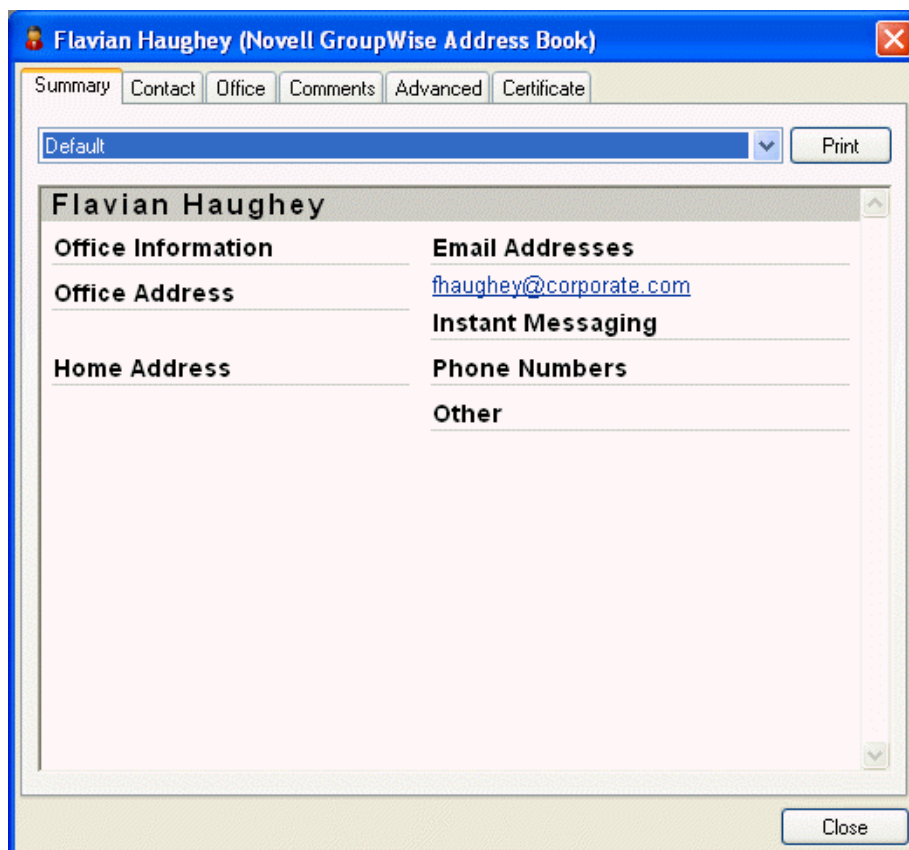 Flavian Haughey (Novell GroupWise Address Book)
Summary Contact Office Comments Advanced Certificate
Default Print
Flavian Haughey
Office Information
Office Address
Home Address
Email Addresses
fhaughey@corporate.com
Instant Messaging
Phone Numbers
Other
Close